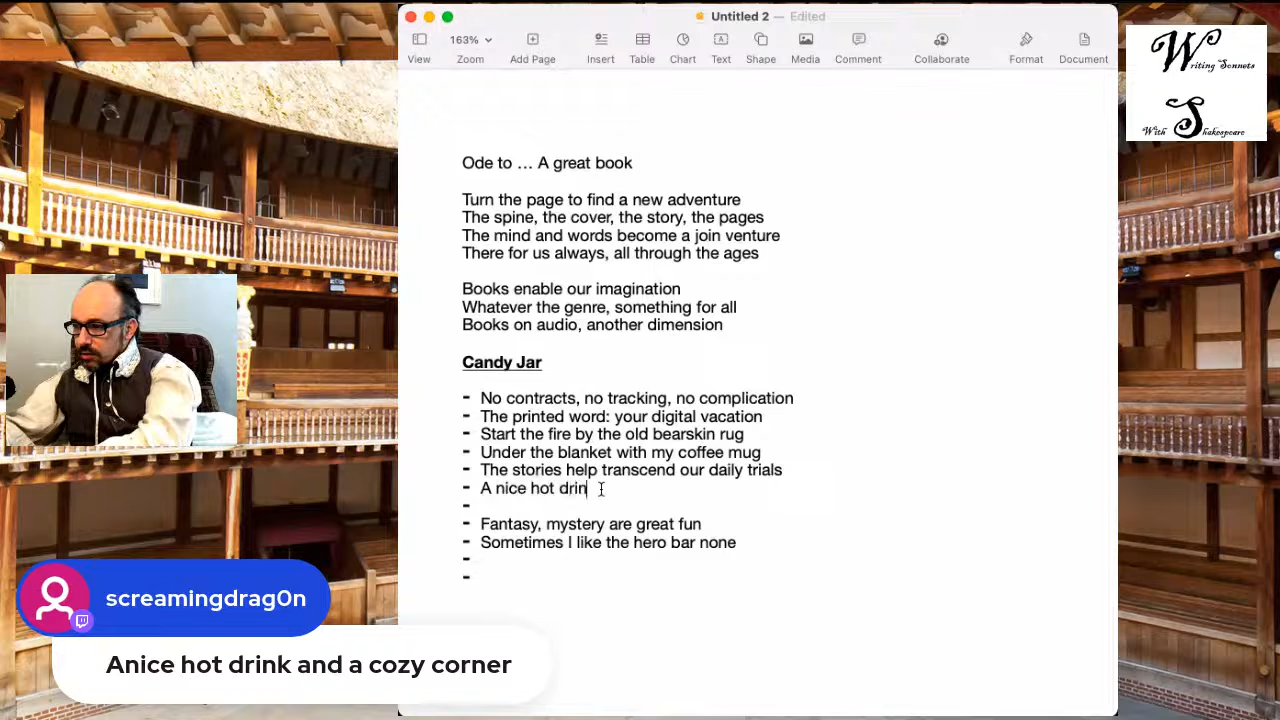 Untitled 2 — Edited
163%
View Zoom Add Page Insert Table Chart Text Shape Media Comment Collaborate Format Document
Writing Sonnets
With Shakespeare
Ode to … A great book
Turn the page to find a new adventure
The spine, the cover, the story, the pages
The mind and words become a join venture
There for us always, all through the ages
Books enable our imagination
Whatever the genre, something for all
Books on audio, another dimension
Candy Jar
- No contracts, no tracking, no complication
- The printed word: your digital vacation
- Start the fire by the old bearskin rug
- Under the blanket with my coffee mug
- The stories help transcend our daily trials
- A nice hot drin
-
- Fantasy, mystery are great fun
- Sometimes I like the hero bar none
-
-
screamingdrag0n
Anice hot drink and a cozy corner